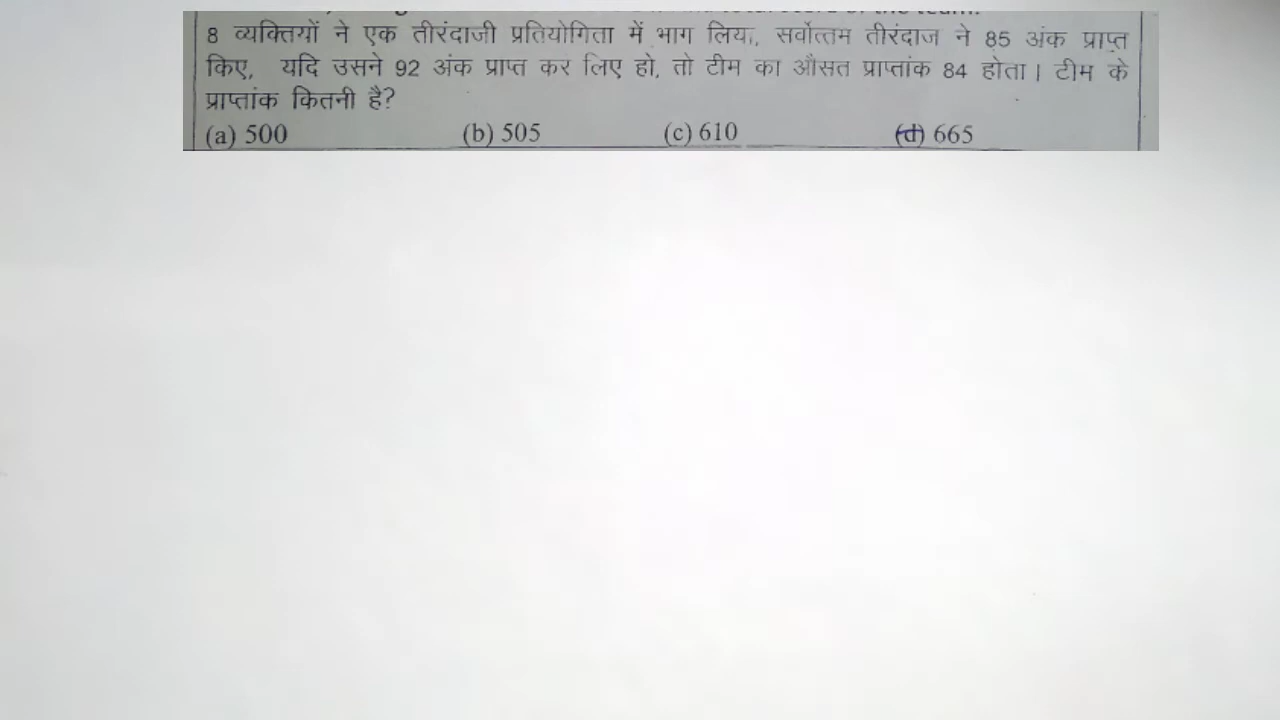 8 व्यक्तियों ने एक तीरंदाजी प्रतियोगिता में भाग लिया, सर्वोत्तम तीरंदाज ने 85 अंक प्राप्त
किए, यदि उसने 92 अंक प्राप्त कर लिए हो, तो टीम का औसत प्राप्तांक 84 होता। टीम के
प्राप्तांक कितनी है?
(a) 500 (b) 505 (c) 610 (d) 665